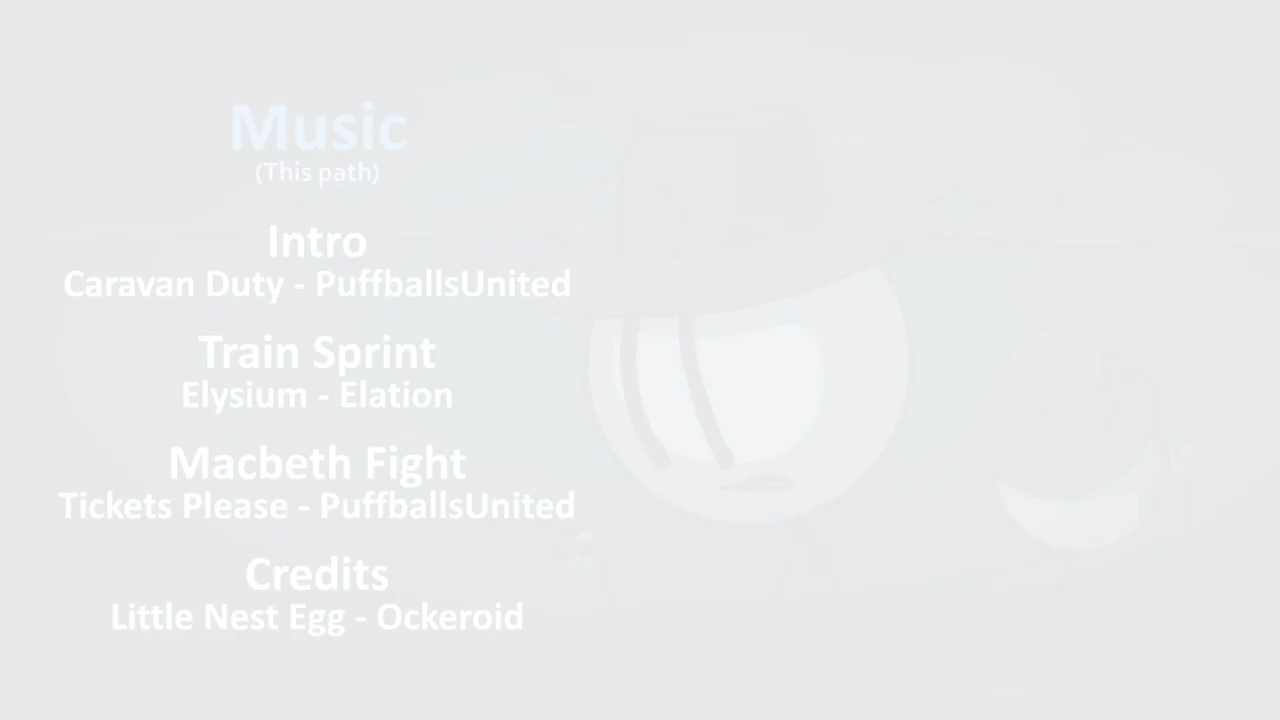 Music
(This path)
Intro
Caravan Duty - PuffballsUnited
Train Sprint
Elysium - Elation
Macbeth Fight
Tickets Please - PuffballsUnited
Credits
Little Nest Egg - Ockeroid